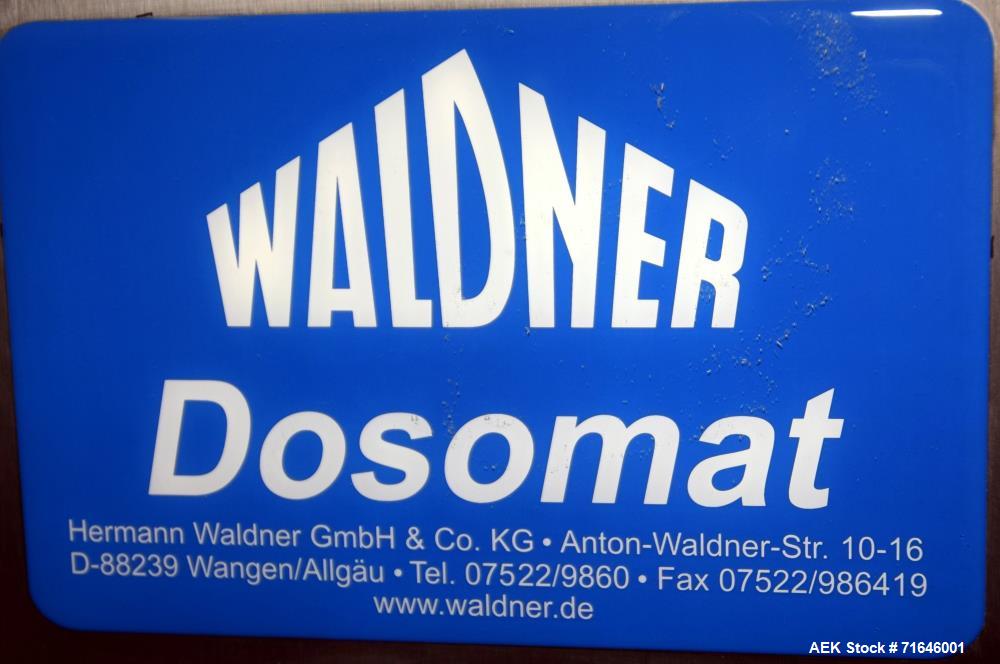 WALDNER
Dosomat
Hermann Waldner GmbH & Co. KG • Anton-Waldner-Str. 10-16
D-88239 Wangen/Allgäu • Tel. 07522/9860 • Fax 07522/986419
www.waldner.de
AEK Stock # 71646001